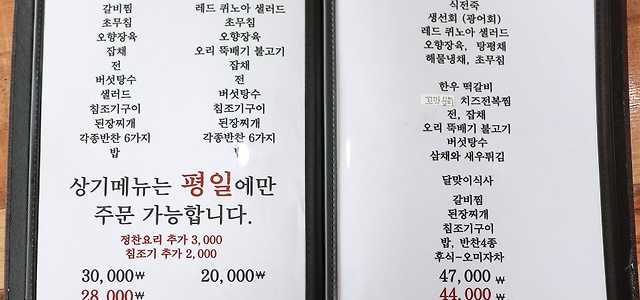 갈비찜
초무침
오향장육
잡채
전
버섯탕수
샐러드
침조기구이
된장찌개
각종반찬 6가지
밥
레드 퀴노아 샐러드
초무침
오향장육
오리 뚝배기 불고기
잡채
전
버섯탕수
침조기구이
된장찌개
각종반찬 6가지
상기메뉴는 평일에만
주문 가능합니다.
정찬요리 추가 3,000
침조기 추가 2,000
30,000₩ 20,000₩
28,000₩
식전죽
생선회 (광어회)
레드 퀴노아 샐러드
오향장육, 탕평채
해물냉채, 초무침
한우 떡갈비
치즈전복찜
전, 잡채
오리 뚝배기 불고기
버섯탕수
삼채와 새우튀김
달맞이식사
갈비찜
된장찌개
침조기구이
밥, 반찬4종
후식-오미자차
47,000₩
44,000₩